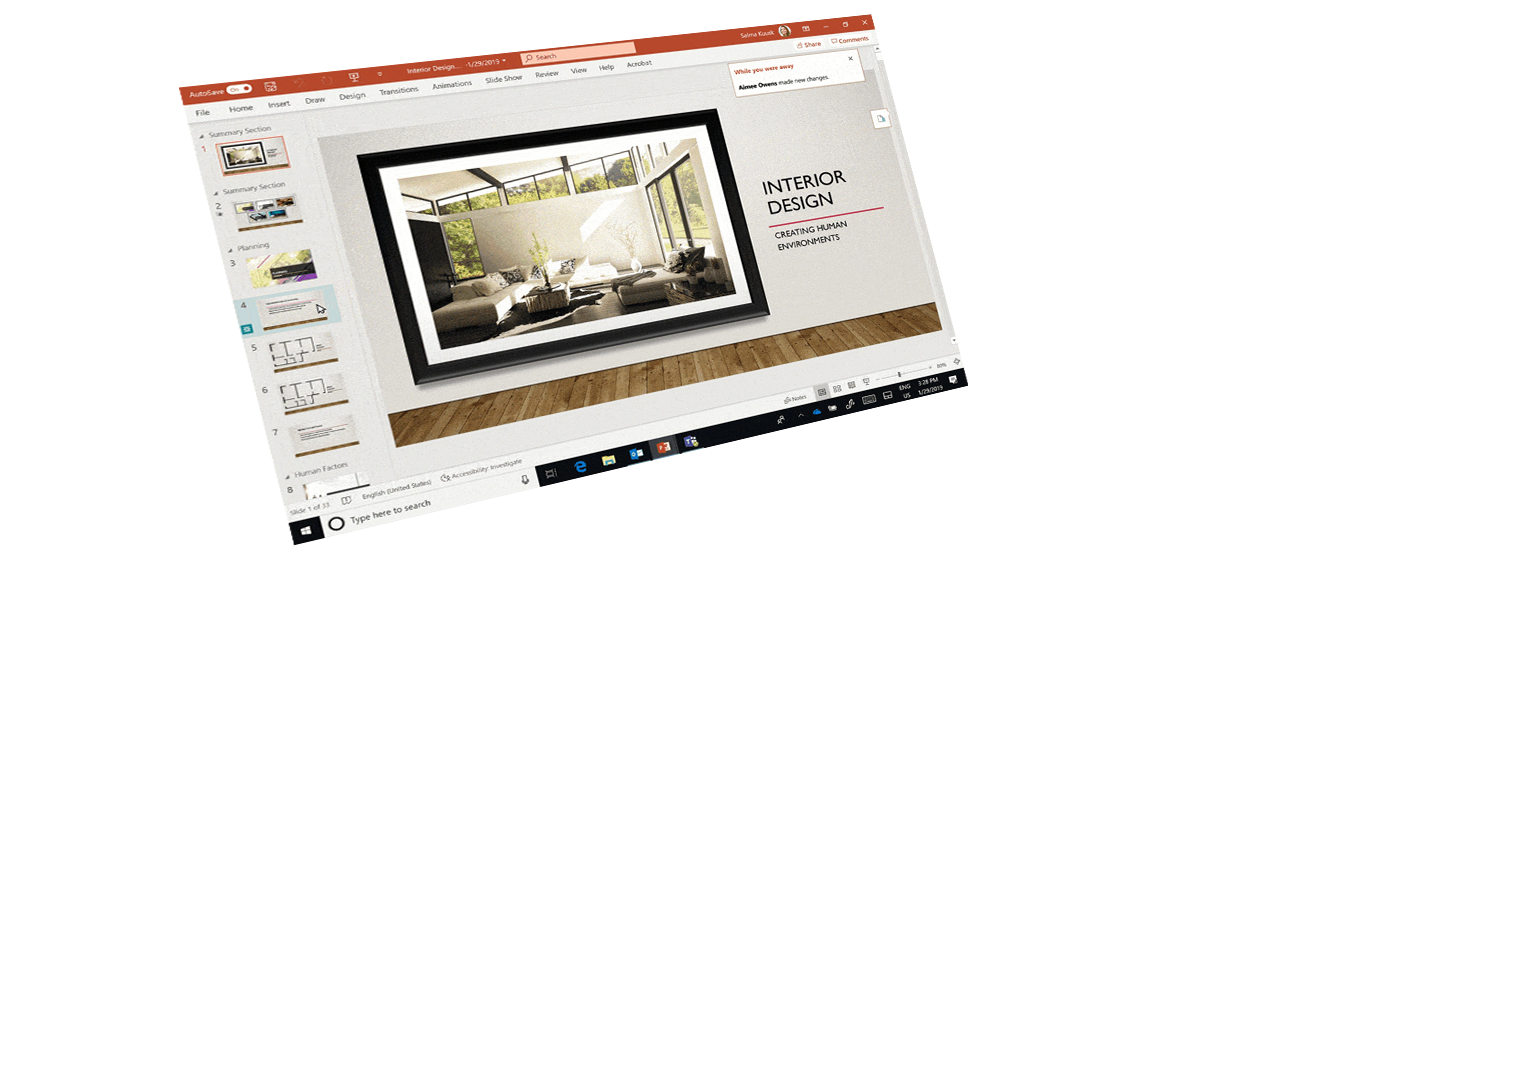 AutoSave On
Interior Design... -1/29/2019
Search
Salma Kuusk
File Home Insert Draw Design Transitions Animations Slide Show Review View Help Acrobat
Share Comments
While you were away
Aimee Owens made new changes.
Summary Section
1
Summary Section
2
Planning
3
4
5
6
7
Human Factors
8
INTERIOR
DESIGN
CREATING HUMAN
ENVIRONMENTS
Slide 1 of 33 English (United States) Accessibility: Investigate
Notes
80%
Type here to search
ENG
US
3:28 PM
1/29/2019